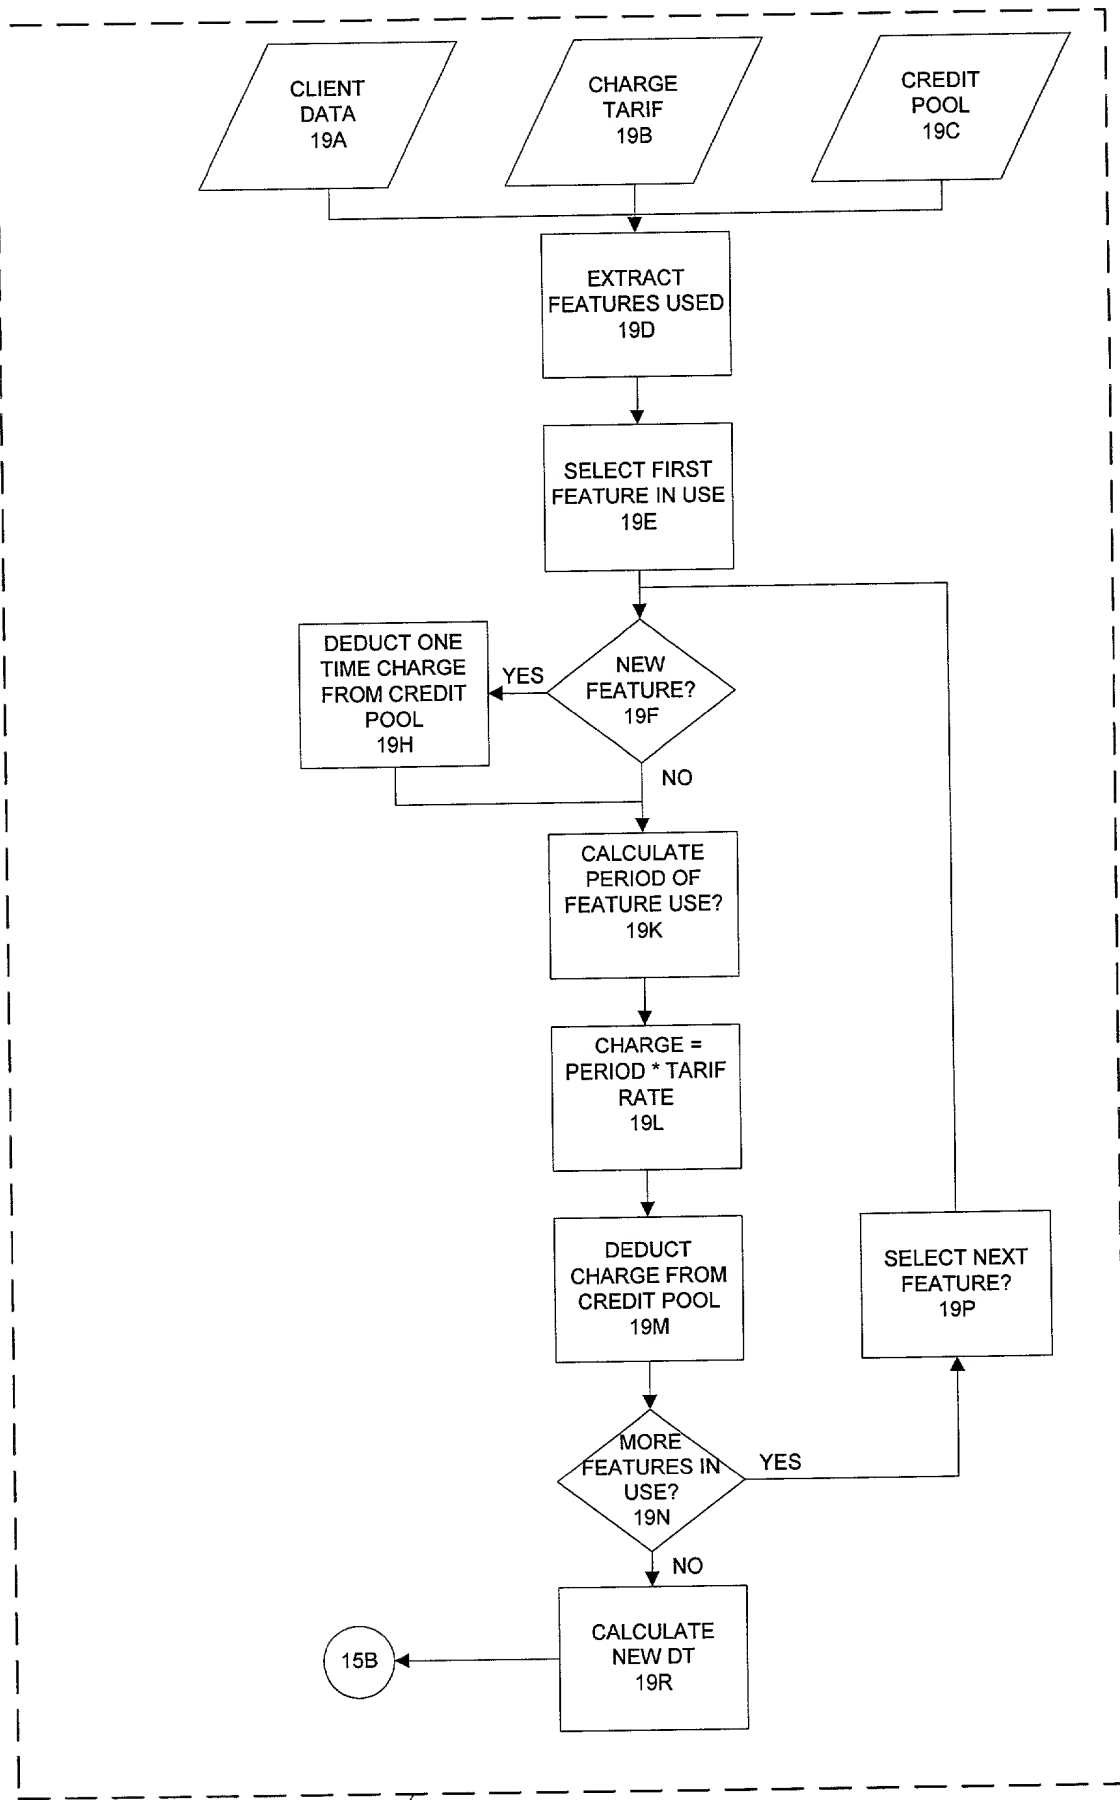 CLIENT
DATA
19A
CHARGE
TARIF
19B
CREDIT
POOL
19C
EXTRACT
FEATURES USED
19D
SELECT FIRST
FEATURE IN USE
19E
NEW
FEATURE?
19F
YES
DEDUCT ONE
TIME CHARGE
FROM CREDIT
POOL
19H
NO
CALCULATE
PERIOD OF
FEATURE USE?
19K
CHARGE =
PERIOD * TARIF
RATE
19L
DEDUCT
CHARGE FROM
CREDIT POOL
19M
SELECT NEXT
FEATURE?
19P
MORE
FEATURES IN
USE?
19N
YES
NO
CALCULATE
NEW DT
19R
15B